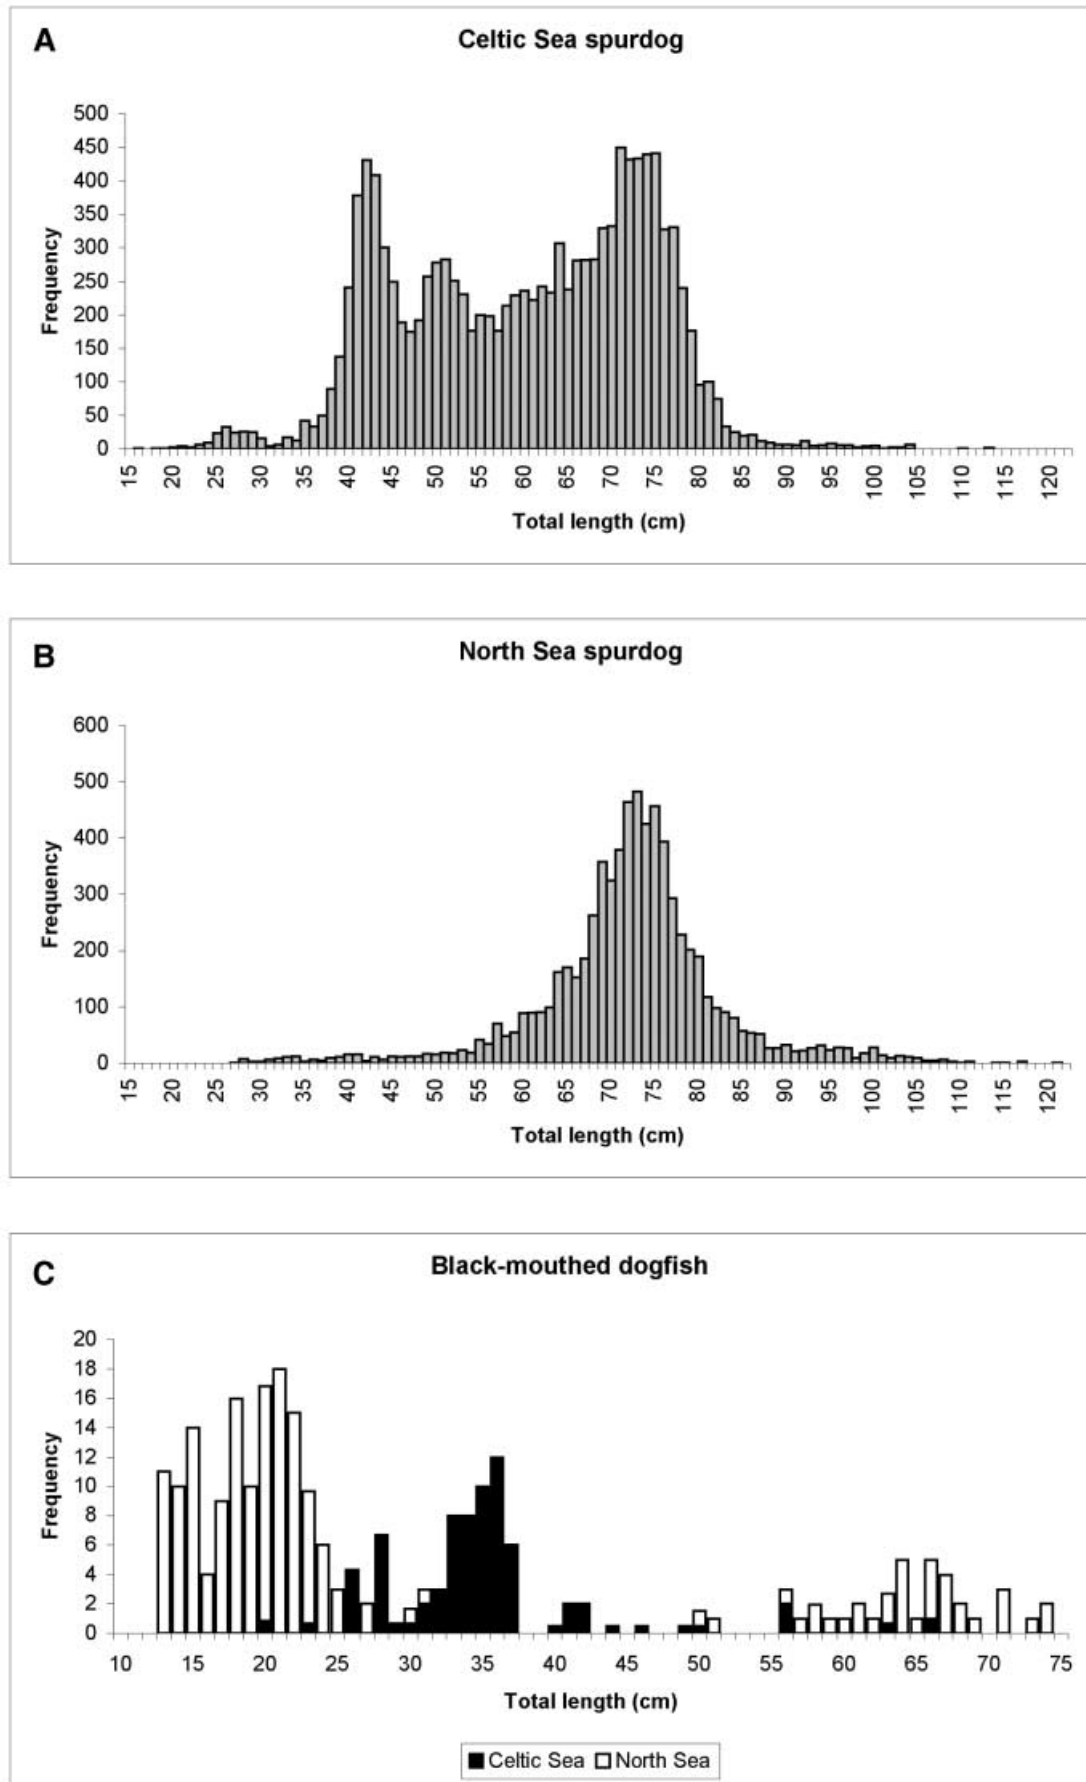 A
Celtic Sea spurdog
500
450
400
350
300
250
200
150
100
50
0
Frequency
15 20 25 30 35 40 45 50 55 60 65 70 75 80 85 90 95 100 105 110 115 120
Total length (cm)
B
North Sea spurdog
600
500
400
300
200
100
0
Frequency
15 20 25 30 35 40 45 50 55 60 65 70 75 80 85 90 95 100 105 110 115 120
Total length (cm)
C
Black-mouthed dogfish
20
18
16
14
12
10
8
6
4
2
0
Frequency
10 15 20 25 30 35 40 45 50 55 60 65 70 75
Total length (cm)
Celtic Sea North Sea